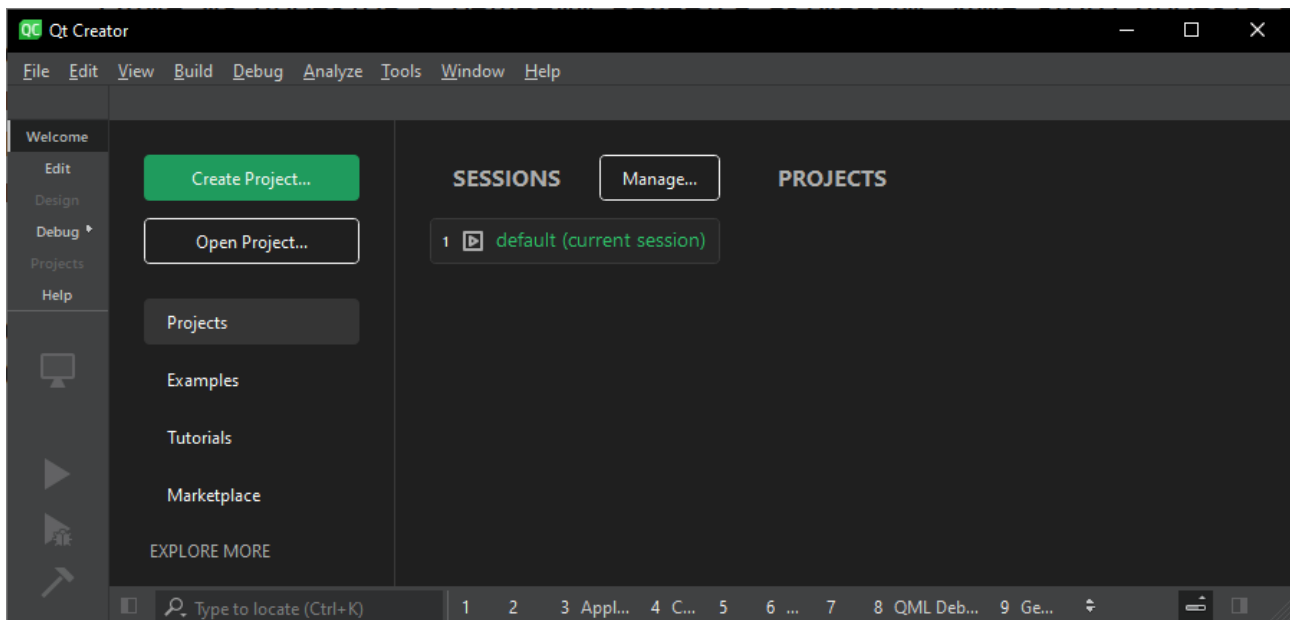 QC Qt Creator
File Edit View Build Debug Analyze Tools Window Help
Welcome
Edit
Design
Debug
Projects
Help
Create Project...
Open Project...
Projects
Examples
Tutorials
Marketplace
EXPLORE MORE
SESSIONS Manage... PROJECTS
1 default (current session)
Type to locate (Ctrl+K) 1 2 3 Appl... 4 C... 5 6 ... 7 8 QML Deb... 9 Ge...